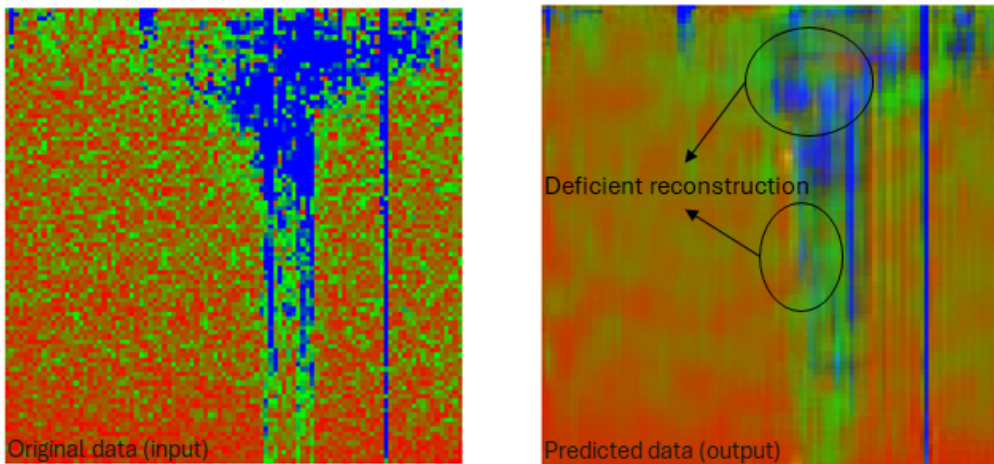 Deficient reconstruction
Original data (input)
Predicted data (output)